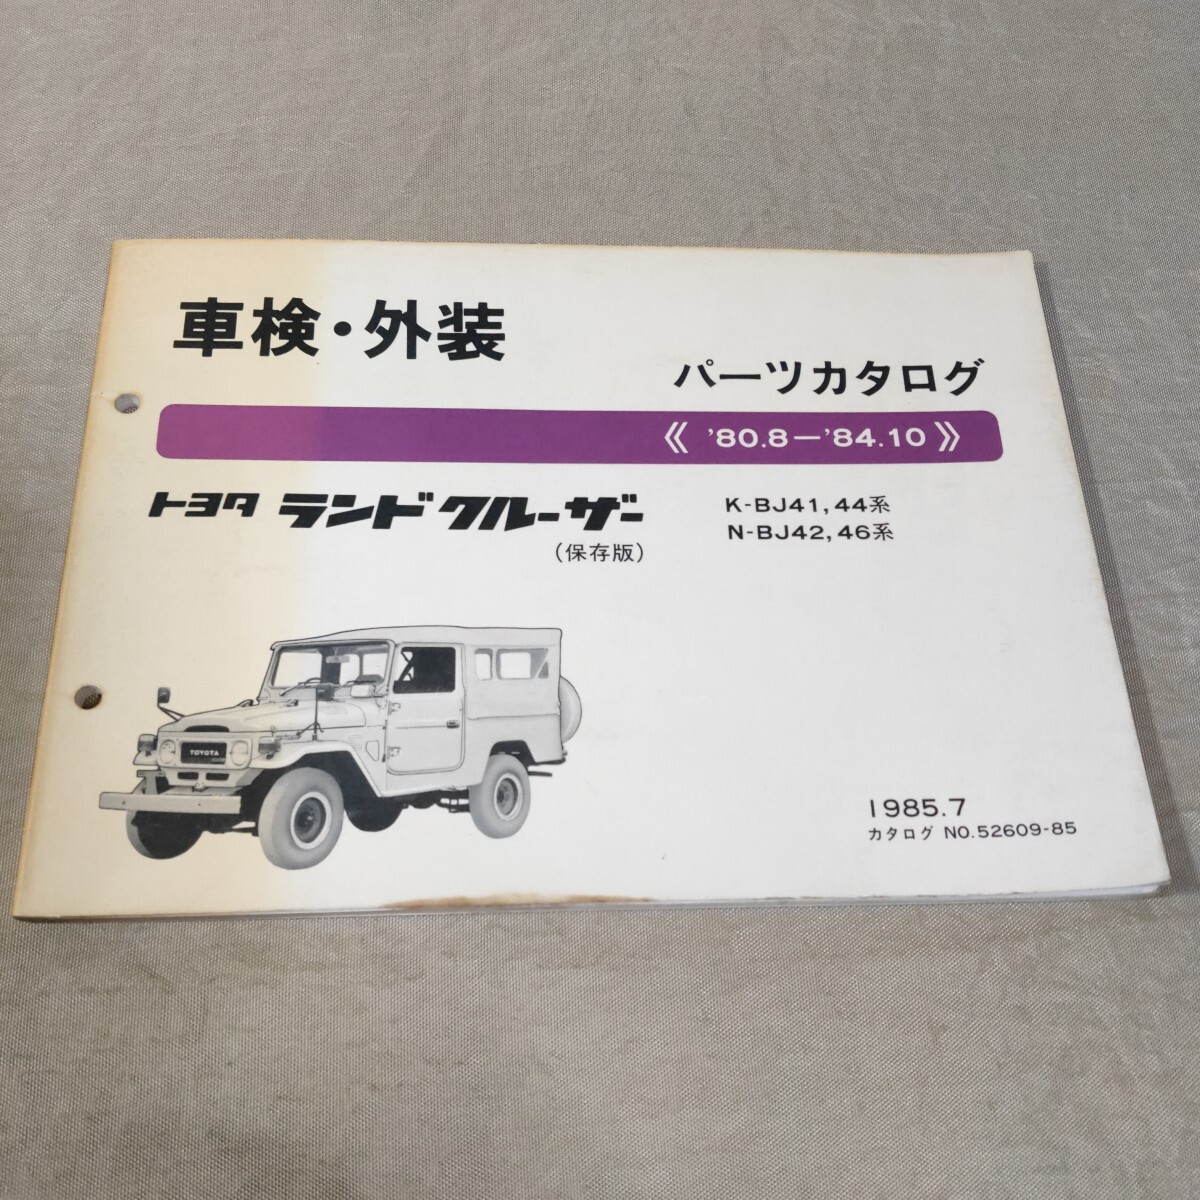 車検・外装
パーツカタログ
《 '80.8－'84.10 》
トヨタ ランドクルーザー
(保存版)
K-BJ41, 44系
N-BJ42, 46系
TOYOTA
1985.7
カタログ NO.52609-85